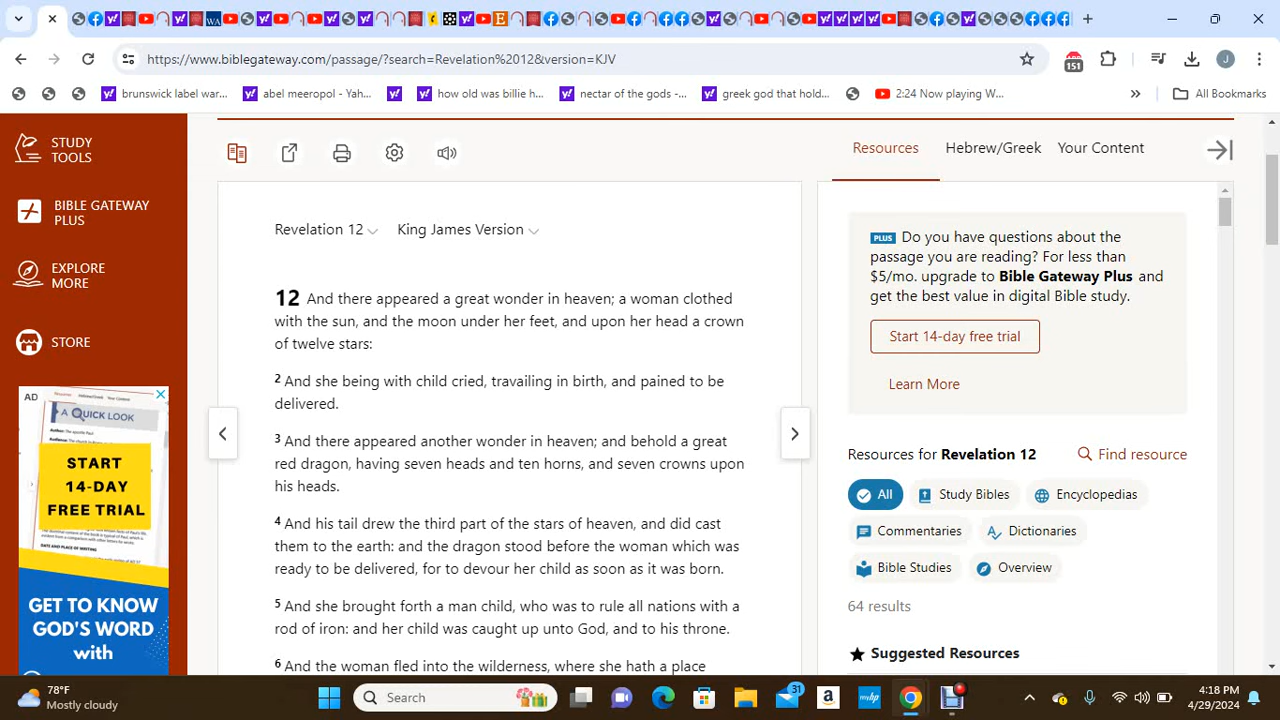 https://www.biblegateway.com/passage/?search=Revelation%2012&version=KJV
151
J
brunswick label war...
abel meeropol - Yah...
how old was billie h...
nectar of the gods -...
greek god that hold...
2:24 Now playing W...
»
All Bookmarks
STUDY
TOOLS
BIBLE GATEWAY
PLUS
EXPLORE
MORE
STORE
AD
A QUICK LOOK
START
14-DAY
FREE TRIAL
DATE AND PLACE OF WRITING
GET TO KNOW
GOD'S WORD
with
Revelation 12
King James Version
12 And there appeared a great wonder in heaven; a woman clothed
with the sun, and the moon under her feet, and upon her head a crown
of twelve stars:
2 And she being with child cried, travailing in birth, and pained to be
delivered.
3 And there appeared another wonder in heaven; and behold a great
red dragon, having seven heads and ten horns, and seven crowns upon
his heads.
4 And his tail drew the third part of the stars of heaven, and did cast
them to the earth: and the dragon stood before the woman which was
ready to be delivered, for to devour her child as soon as it was born.
5 And she brought forth a man child, who was to rule all nations with a
rod of iron: and her child was caught up unto God, and to his throne.
6 And the woman fled into the wilderness, where she hath a place
Resources
Hebrew/Greek
Your Content
PLUS Do you have questions about the
passage you are reading? For less than
$5/mo. upgrade to Bible Gateway Plus and
get the best value in digital Bible study.
Start 14-day free trial
Learn More
Resources for Revelation 12
Find resource
All
Study Bibles
Encyclopedias
Commentaries
Dictionaries
Bible Studies
Overview
64 results
Suggested Resources
78°F
Mostly cloudy
Search
31
4:18 PM
4/29/2024